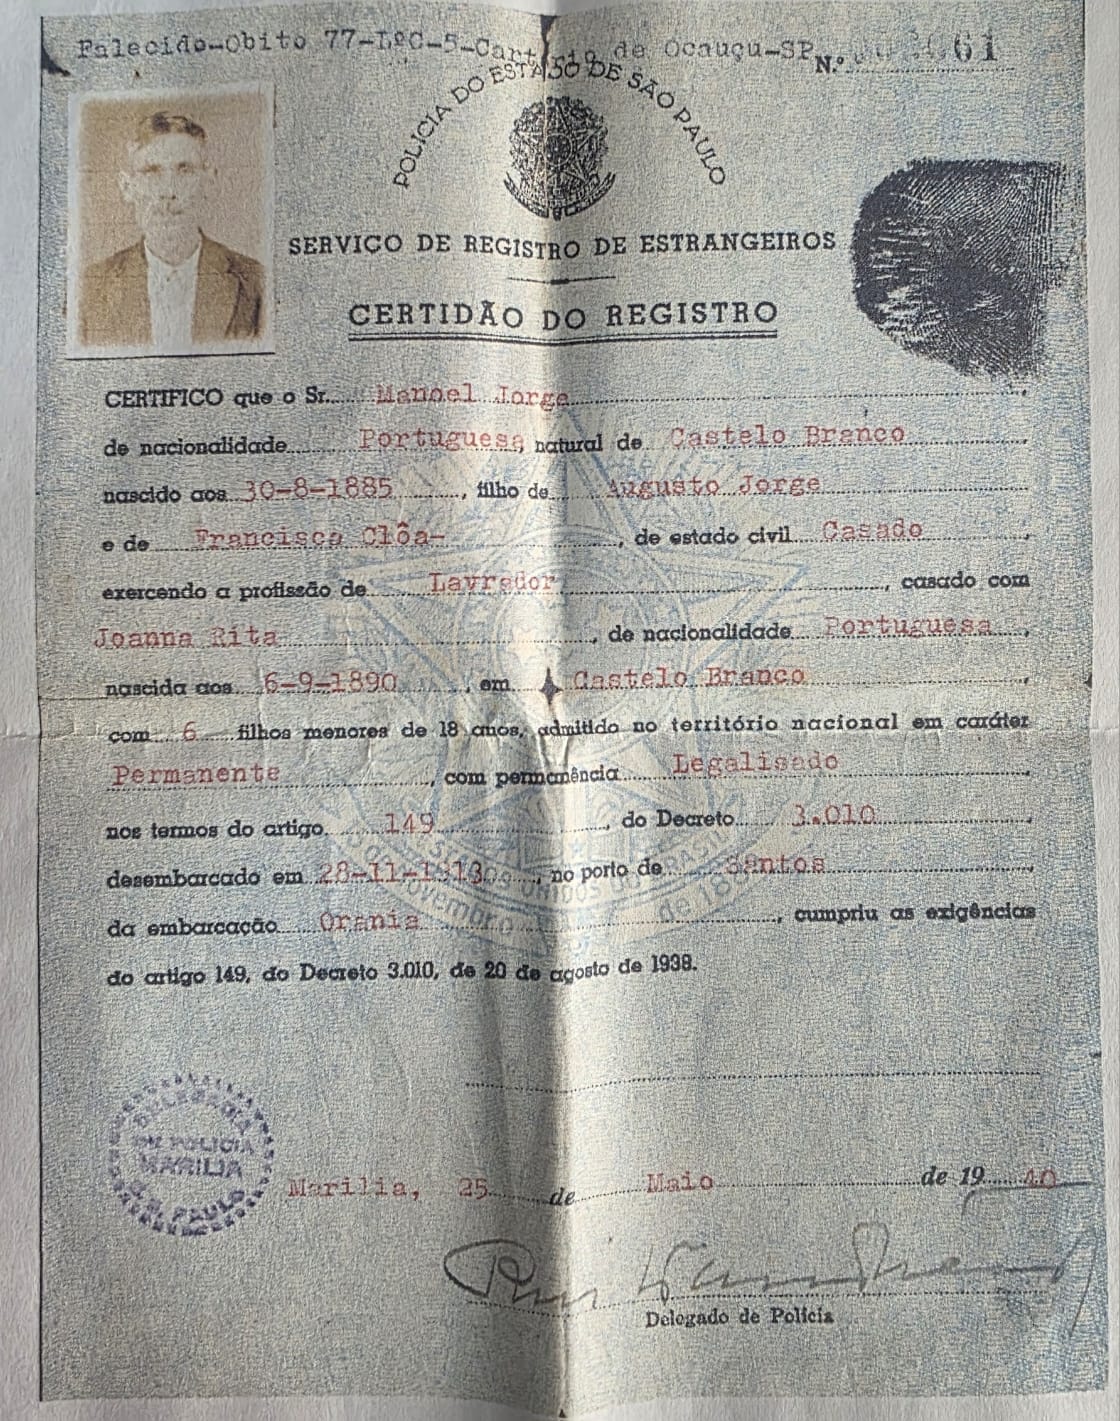 Falecido-Obito 77-LºC-5-Cartório de Ocauçu-SP
N.º 61
POLICIA DO ESTADO DE SÃO PAULO
SERVIÇO DE REGISTRO DE ESTRANGEIROS
CERTIDÃO DO REGISTRO
CERTIFICO que o Sr. Manoel Jorge
de nacionalidade Portuguesa, natural de Castelo Branco,
nascido aos 30-8-1885, filho de Augusto Jorge
e de Francisca Clôa-, de estado civil Casado,
exercendo a profissão de Lavrador, casado com
Joanna Rita, de nacionalidade Portuguesa,
nascida aos 6-9-1890, em Castelo Branco
com 6 filhos menores de 18 anos, admitido no território nacional em caráter
Permanente, com permanência Legalisado
nos termos do artigo 149, do Decreto 3.010,
desembarcado em 28-11-1913, no porto de Santos
da embarcação Orania, cumpriu as exigências
do artigo 149, do Decreto 3.010, de 20 de agosto de 1938.
DELEGACIA
DE POLICIA
MARILIA
S. PAULO
Marilia, 25 de Maio de 1940
Delegado de Polícia